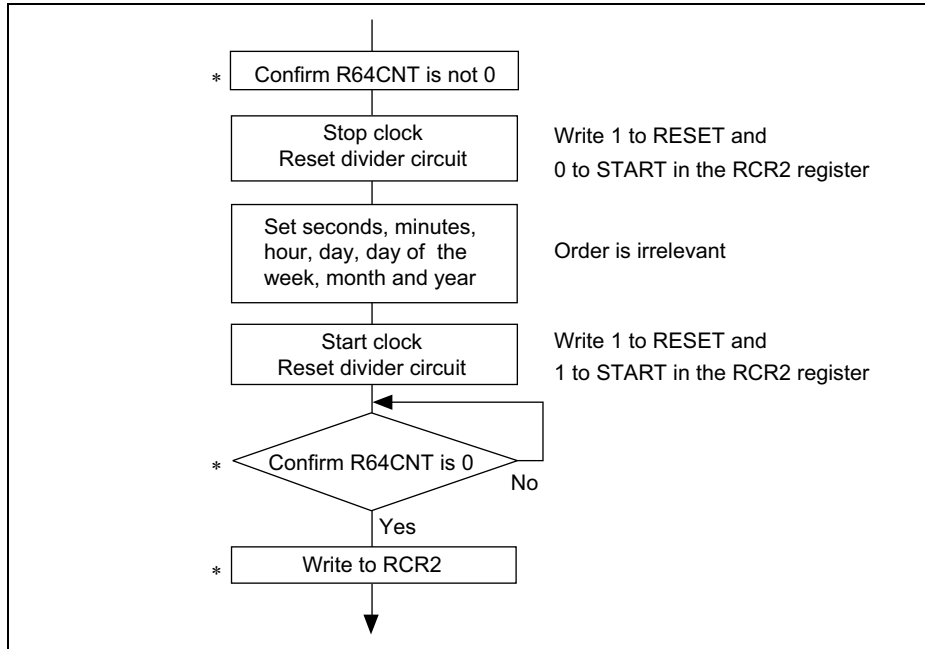 * Confirm R64CNT is not 0
Stop clock
Reset divider circuit
Write 1 to RESET and
0 to START in the RCR2 register
Set seconds, minutes,
hour, day, day of the
week, month and year
Order is irrelevant
Start clock
Reset divider circuit
Write 1 to RESET and
1 to START in the RCR2 register
* Confirm R64CNT is 0
No
Yes
* Write to RCR2